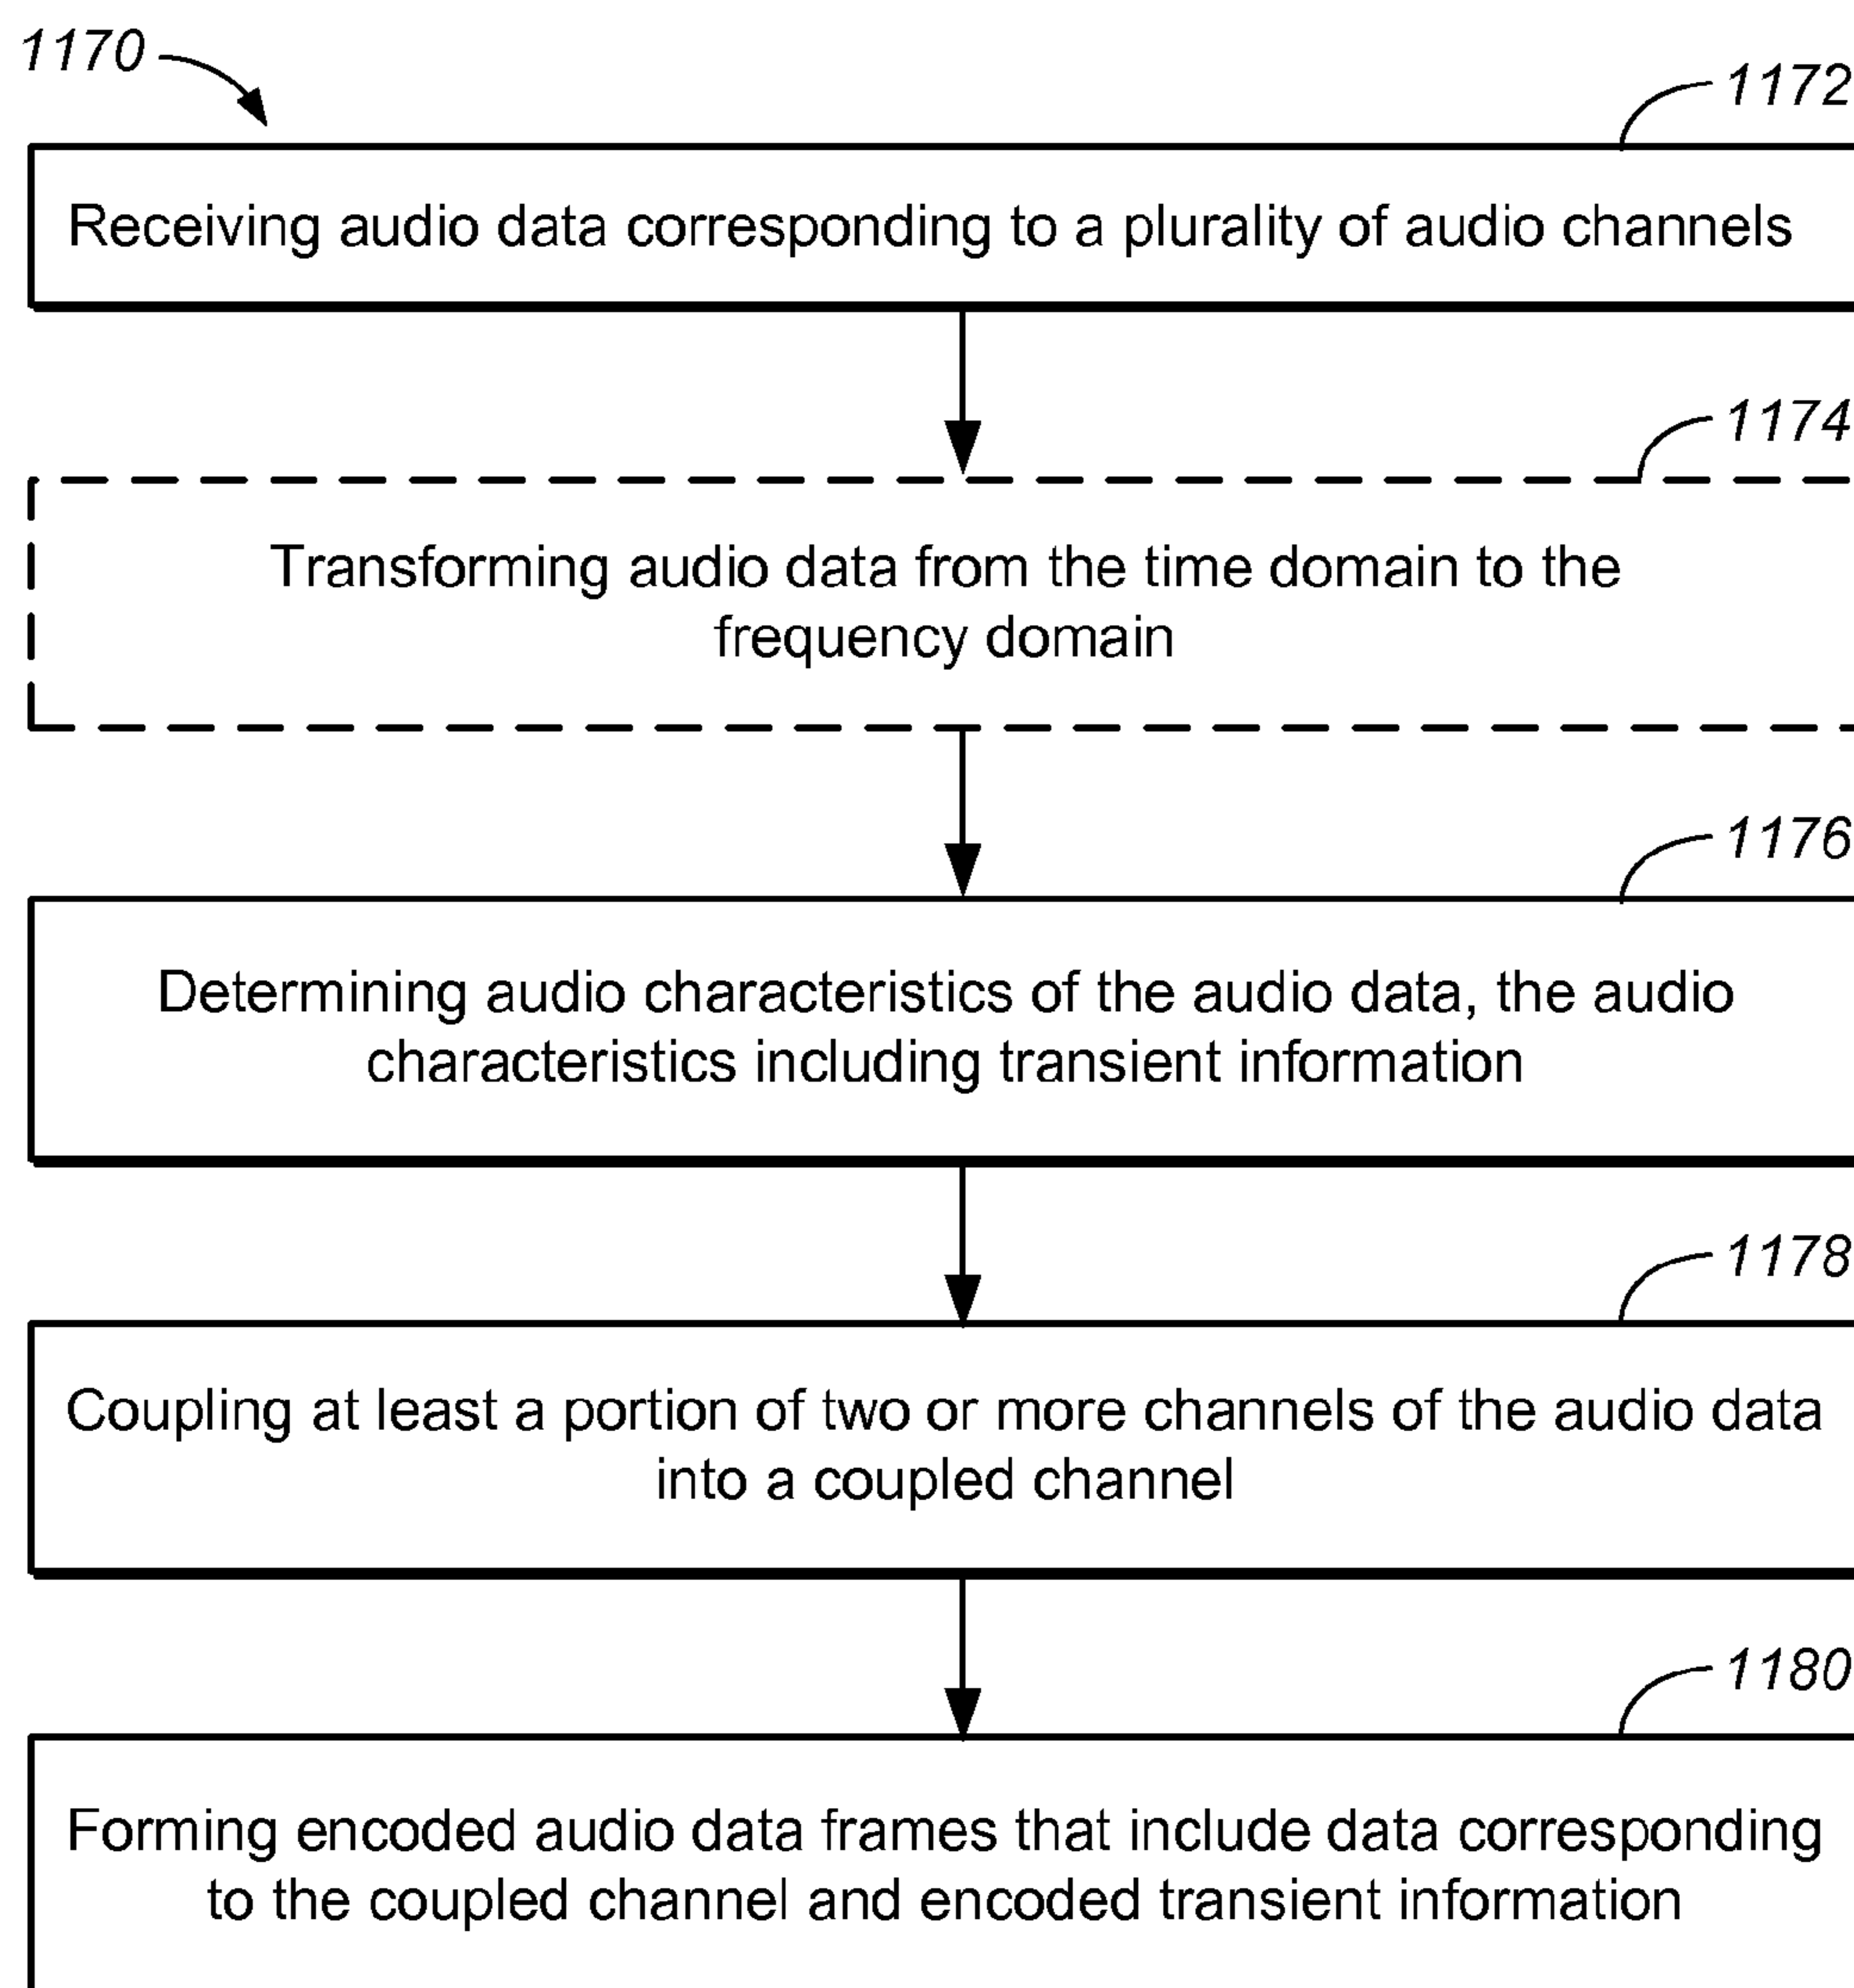 1170
1172
Receiving audio data corresponding to a plurality of audio channels
1174
Transforming audio data from the time domain to the
frequency domain
1176
Determining audio characteristics of the audio data, the audio
characteristics including transient information
1178
Coupling at least a portion of two or more channels of the audio data
into a coupled channel
1180
Forming encoded audio data frames that include data corresponding
to the coupled channel and encoded transient information